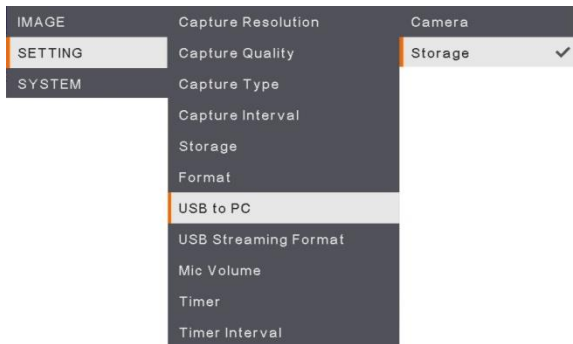 IMAGE
SETTING
SYSTEM
Capture Resolution
Capture Quality
Capture Type
Capture Interval
Storage
Format
USB to PC
USB Streaming Format
Mic Volume
Timer
Timer Interval
Camera
Storage